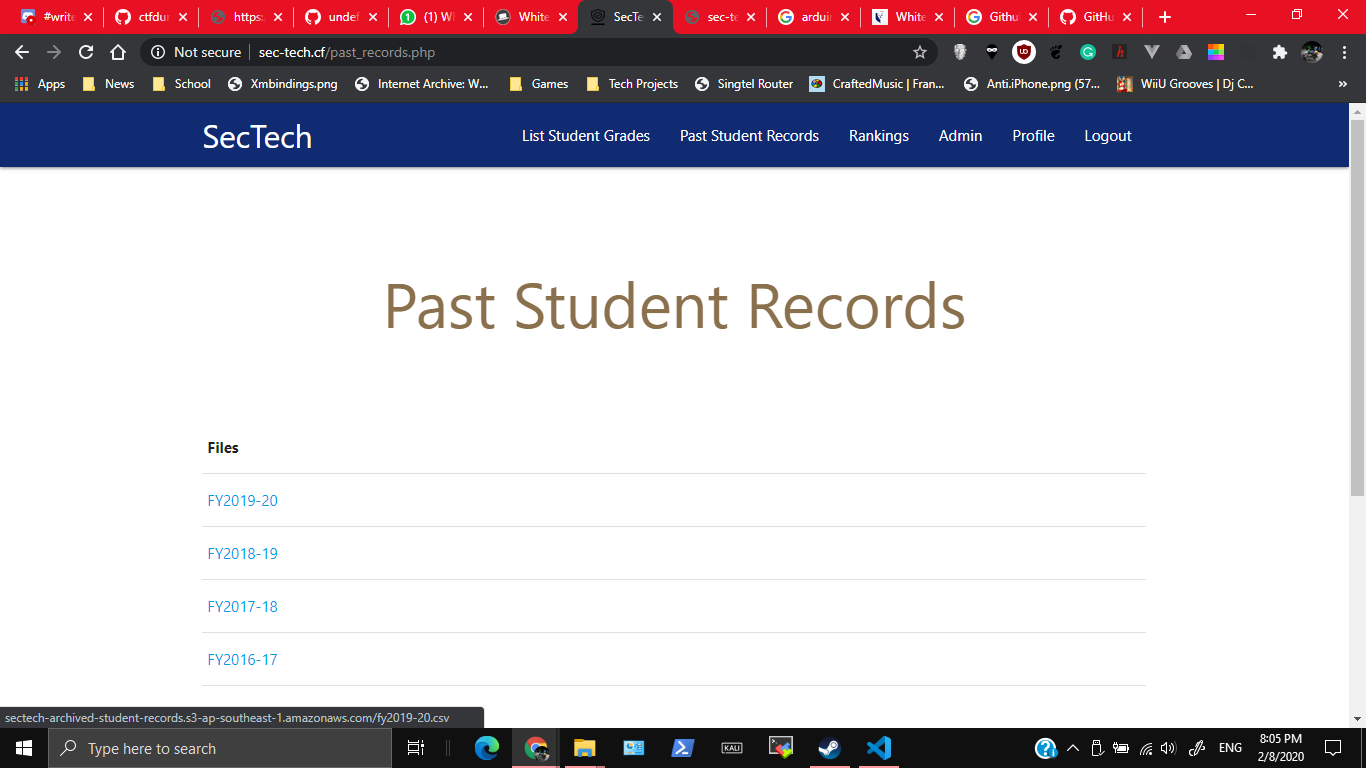 #write
ctfdur
https:
undef
(1) W
White
SecTe
sec-te
arduin
White
Githu
GitHu
Not secure
sec-tech.cf/past_records.php
Apps
News
School
Xmbindings.png
Internet Archive: W...
Games
Tech Projects
Singtel Router
CraftedMusic | Fran...
Anti.iPhone.png (57...
WiiU Grooves | Dj C...
»
SecTech
List Student Grades
Past Student Records
Rankings
Admin
Profile
Logout
Past Student Records
Files
FY2019-20
FY2018-19
FY2017-18
FY2016-17
sectech-archived-student-records.s3-ap-southeast-1.amazonaws.com/fy2019-20.csv
Type here to search
KALI
ENG
8:05 PM
2/8/2020